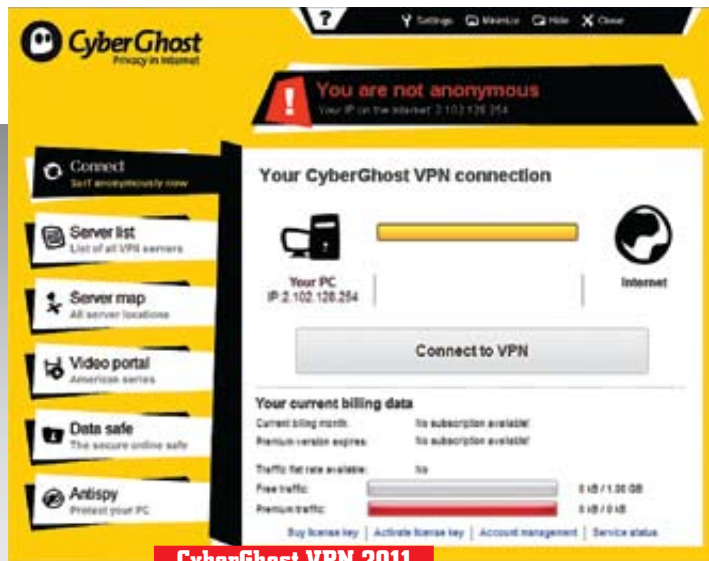 CyberGhost
Privacy in Internet
?
Settings Minimize Hide Close
!
You are not anonymous
Your IP on the internet: 2.102.128.254
Connect
Surf anonymously now
Server list
List of all VPN servers
Server map
All server locations
Video portal
American series
Data safe
The secure online safe
Antispy
Protect your PC
Your CyberGhost VPN connection
Your PC
IP:2.102.128.254
Internet
Connect to VPN
Your current billing data
Current billing month: No subscription available!
Premium version expires: No subscription available!
Traffic flat rate available: No
Free traffic: 0 kB / 1.00 GB
Premium traffic: 0 kB / 0 kB
Buy license key | Activate license key | Account management | Service status
CyberGhost VPN 2011